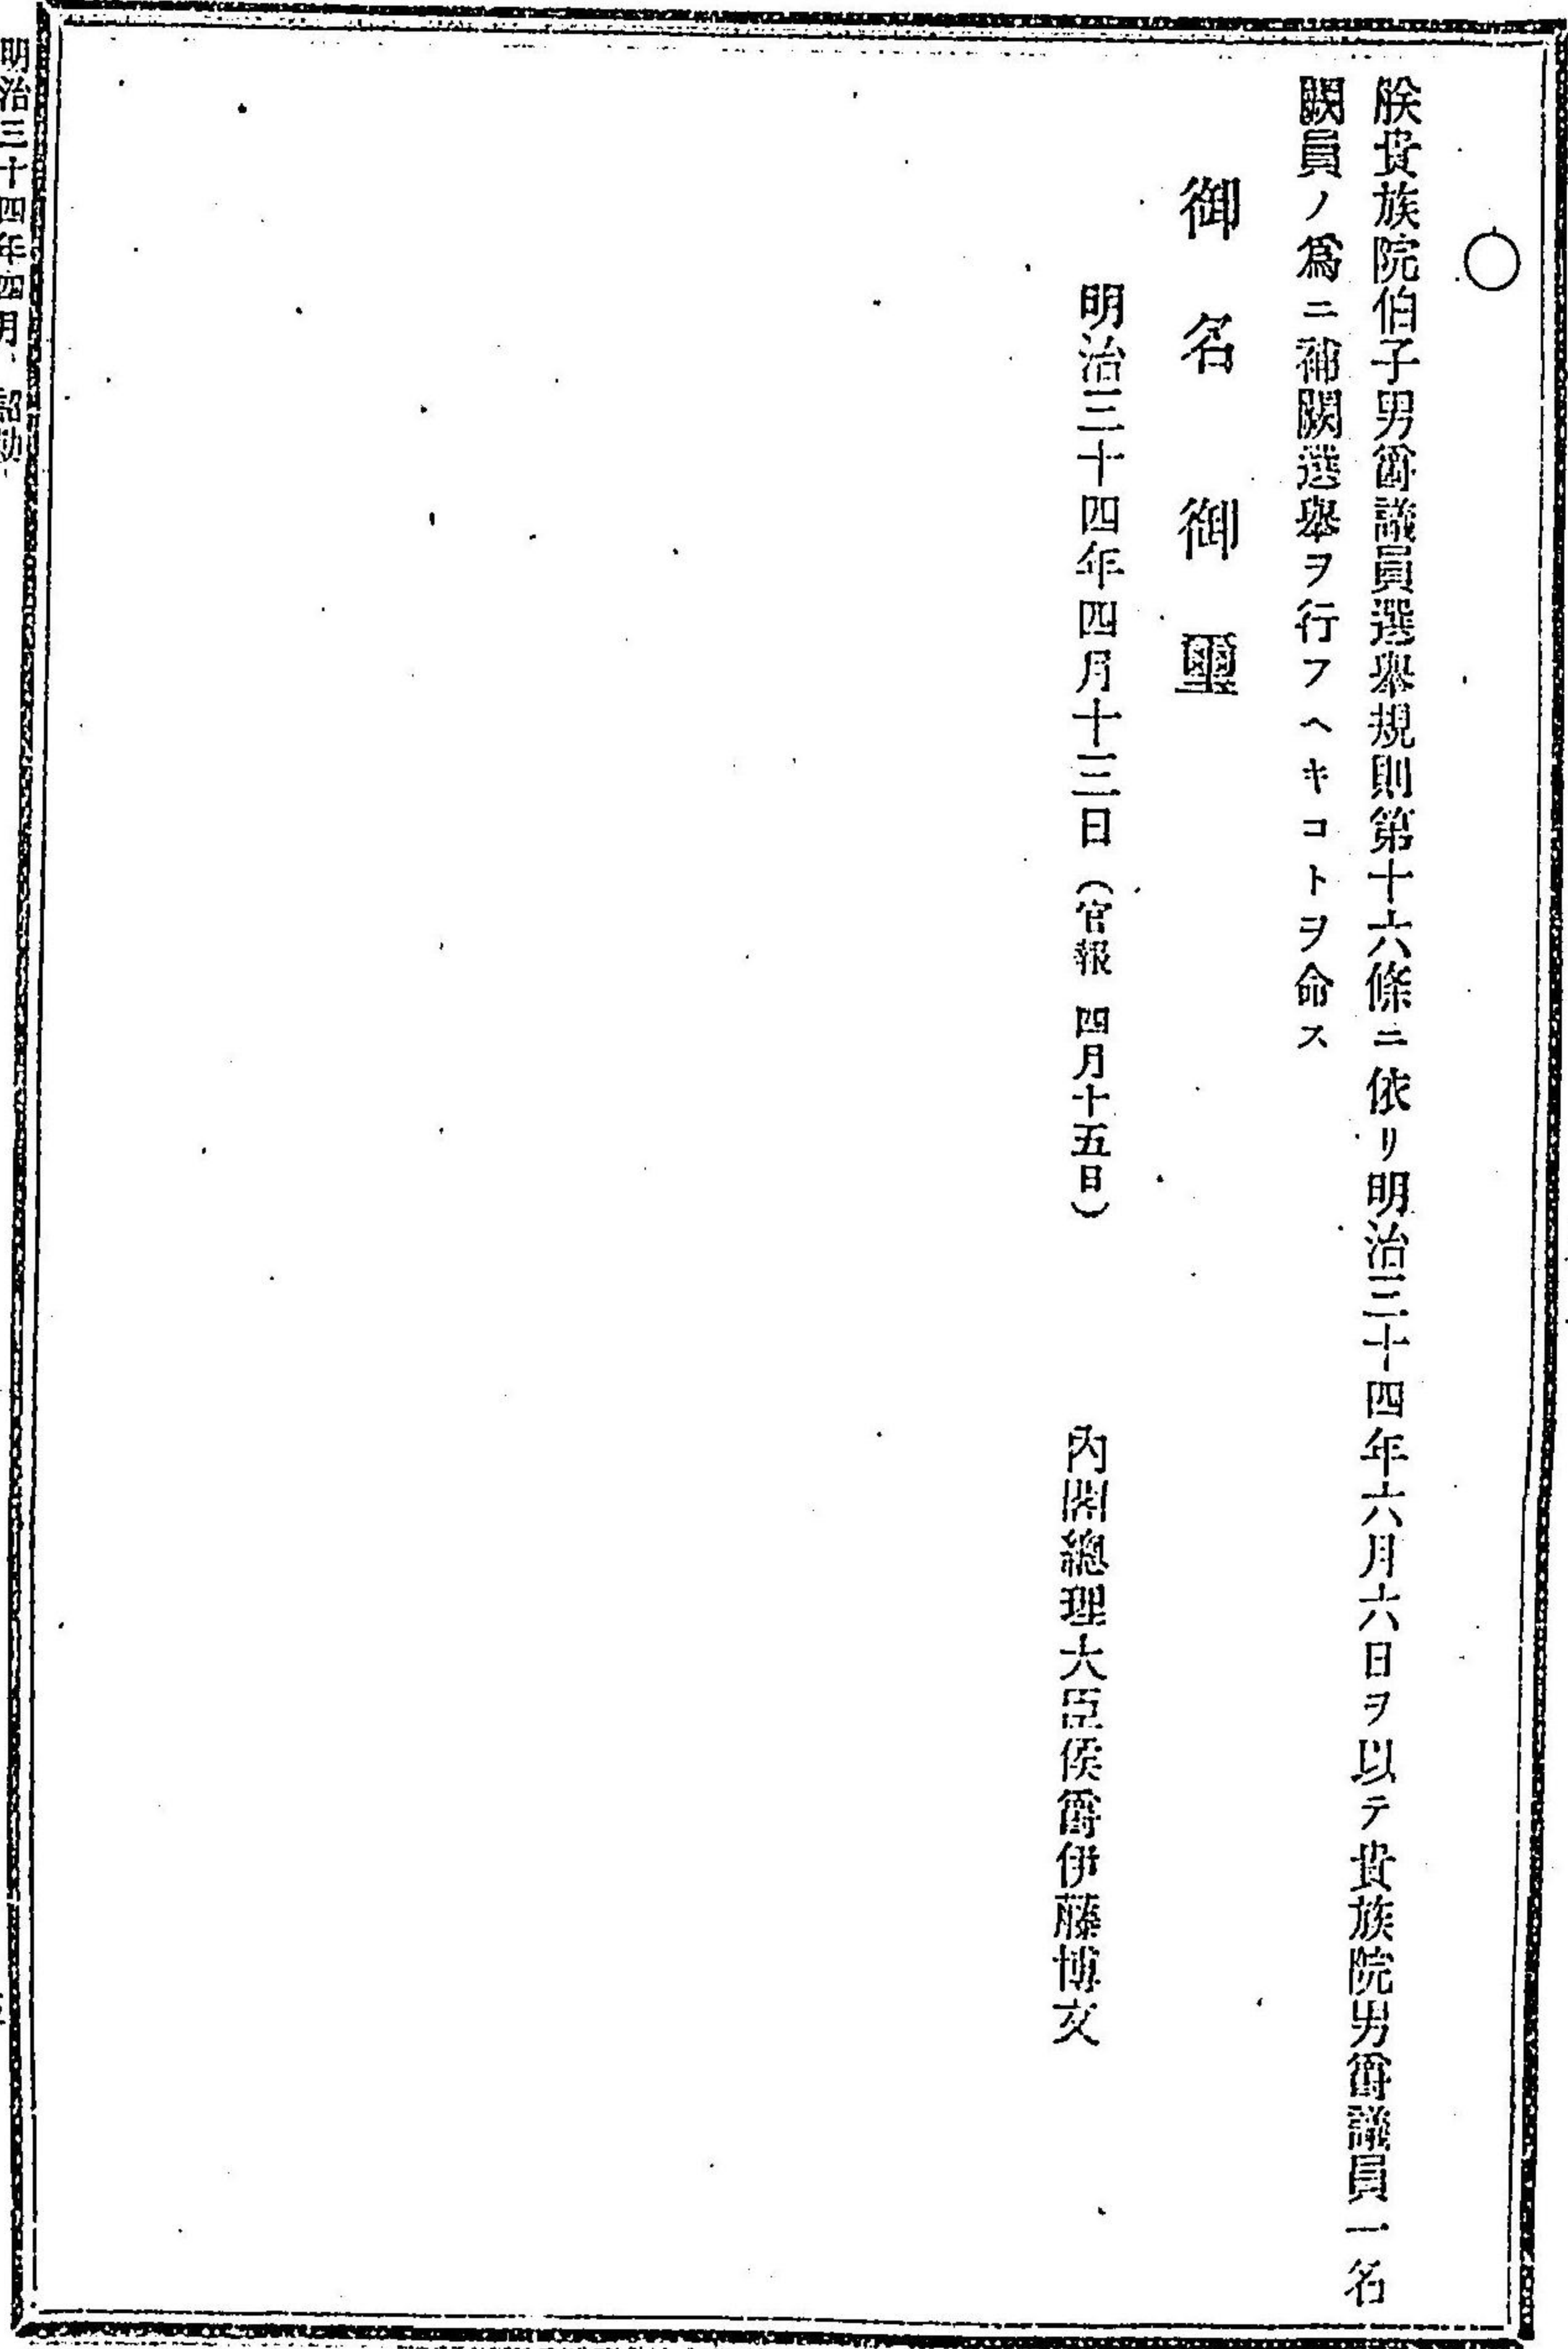 ○
朕貴族院伯子男爵議員選擧規則第十六條ニ依リ明治三十四年六月六日ヲ以テ貴族院男爵議員一名
闕員ノ爲ニ補闕選擧ヲ行フヘキコトヲ命ス
御名御璽
明治三十四年四月十三日（官報 四月十五日）
內閣總理大臣侯爵伊藤博文
明治三十四年四月 詔勅